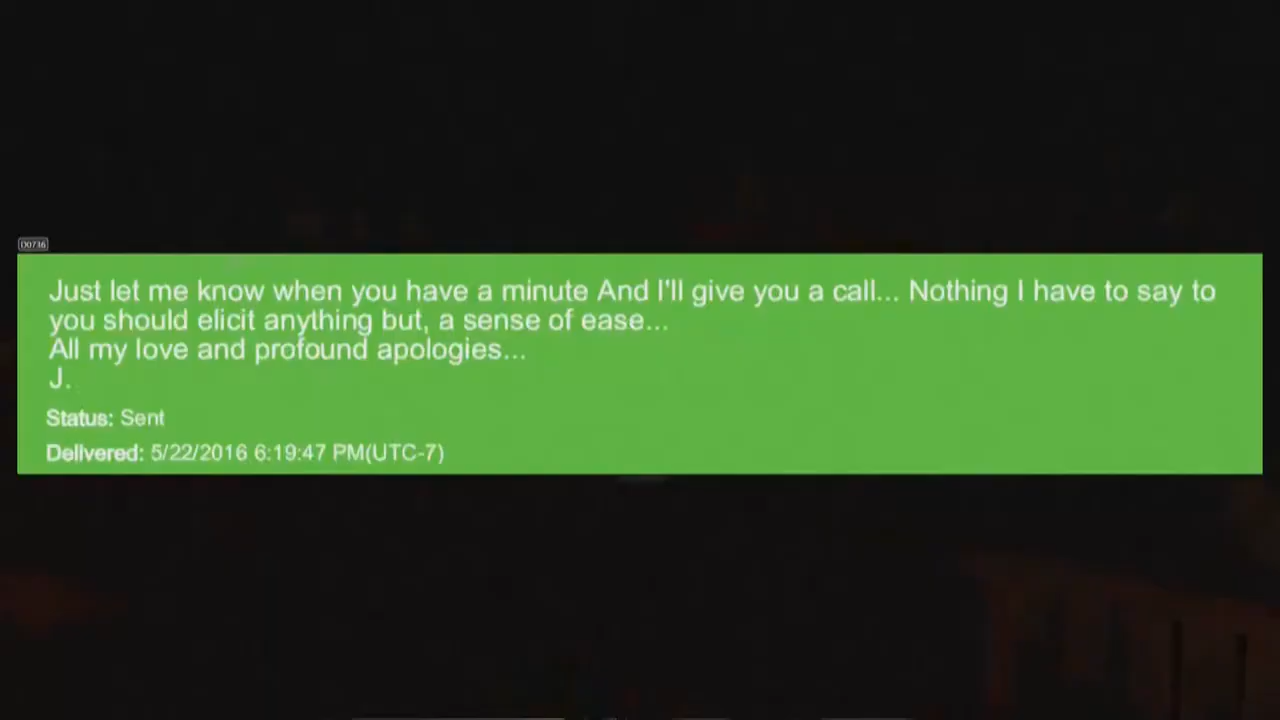 D0736
Just let me know when you have a minute And I'll give you a call... Nothing I have to say to
you should elicit anything but, a sense of ease...
All my love and profound apologies...
J.
Status: Sent
Delivered: 5/22/2016 6:19:47 PM(UTC-7)